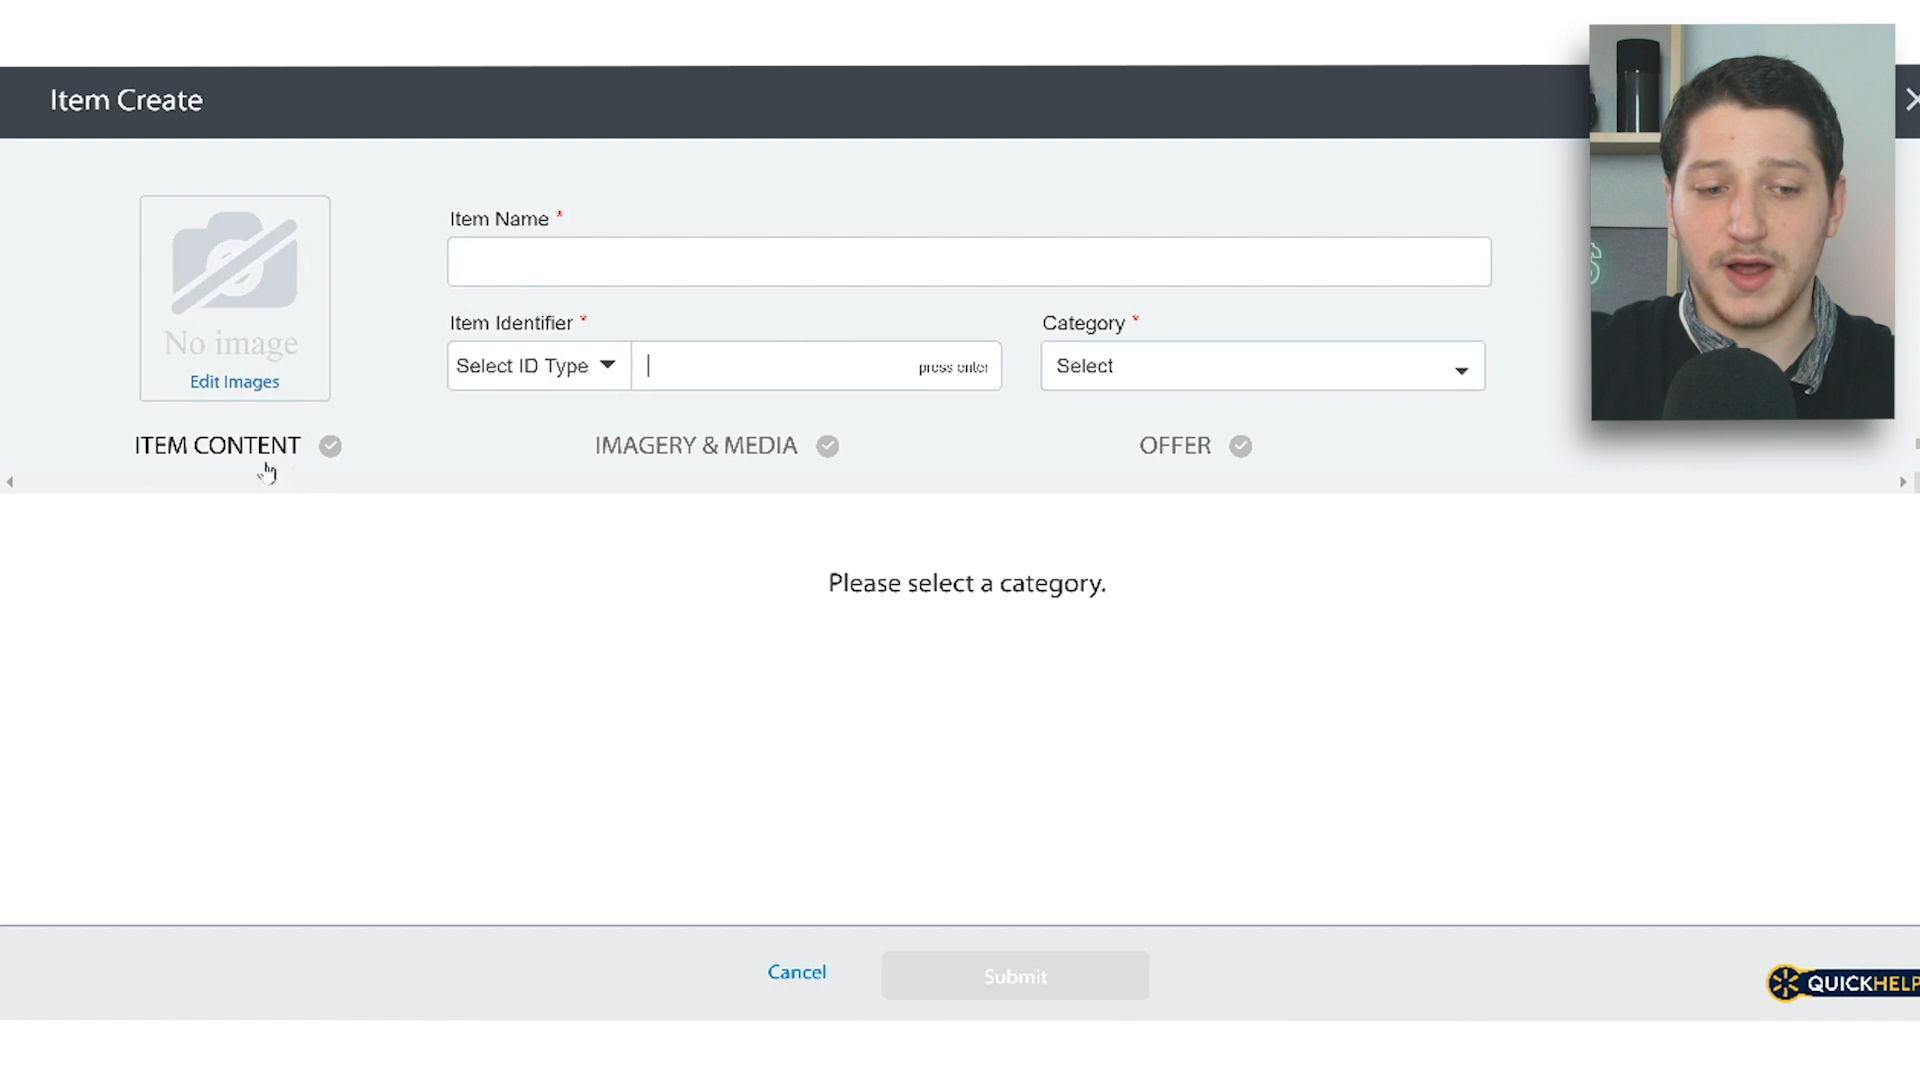 Item Create
Item Name *
No image
Edit Images
Item Identifier *
Category *
Select ID Type
press enter
Select
ITEM CONTENT
IMAGERY & MEDIA
OFFER
Please select a category.
Cancel
Submit
QUICKHELP